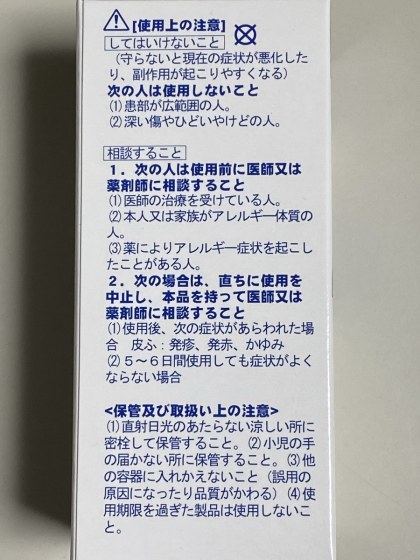 [使用上の注意]
してはいけないこと
(守らないと現在の症状が悪化した
り、副作用が起こりやすくなる)
次の人は使用しないこと
(1)患部が広範囲の人。
(2)深い傷やひどいやけどの人。
相談すること
1.次の人は使用前に医師又は
薬剤師に相談すること
(1)医師の治療を受けている人。
(2)本人又は家族がアレルギー体質の
人。
(3)薬によりアレルギー症状を起こし
たことがある人。
2.次の場合は、直ちに使用を
中止し、本品を持って医師又は
薬剤師に相談すること
(1)使用後、次の症状があらわれた場
合 皮ふ:発疹、発赤、かゆみ
(2)5〜6日間使用しても症状がよく
ならない場合
<保管及び取扱い上の注意>
(1)直射日光のあたらない涼しい所に
密栓して保管すること。(2)小児の手
の届かない所に保管すること。(3)他
の容器に入れかえないこと(誤用の
原因になったり品質がかわる)(4)使
用期限を過ぎた製品は使用しないこ
と。